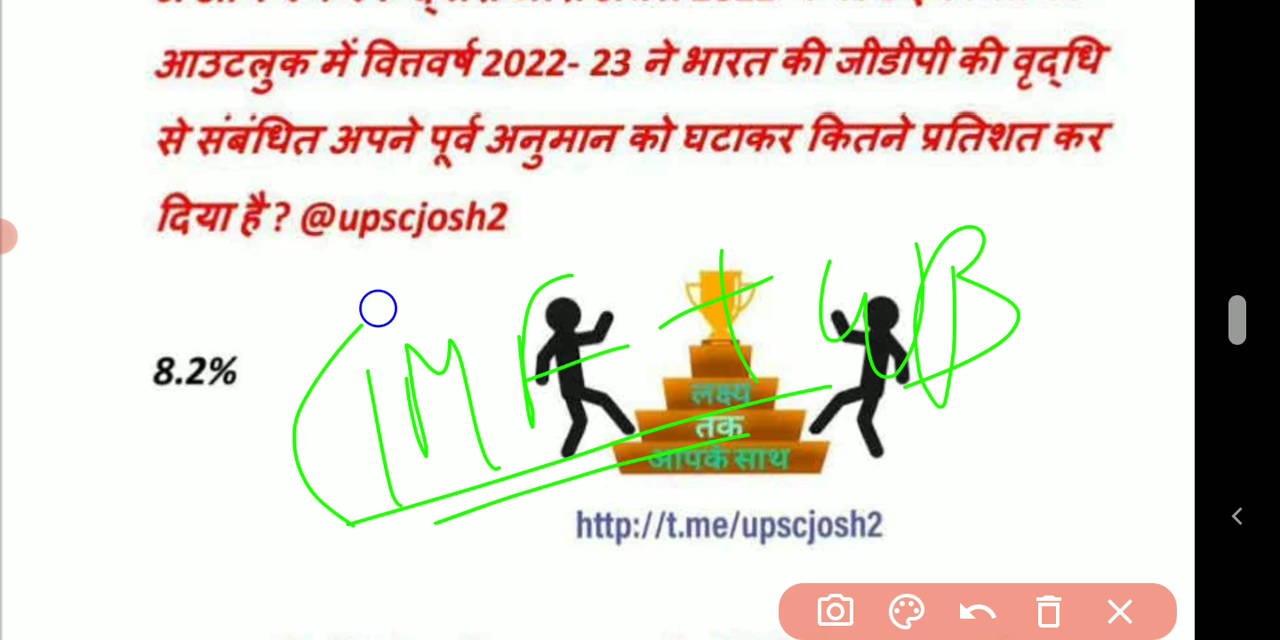 आउटलुक में वित्तवर्ष 2022- 23 ने भारत की जीडीपी की वृद्धि
से संबंधित अपने पूर्व अनुमान को घटाकर कितने प्रतिशत कर
दिया है ? @upscjosh2
IMF + WB
8.2%
लक्ष्य
तक
आपके साथ
http://t.me/upscjosh2